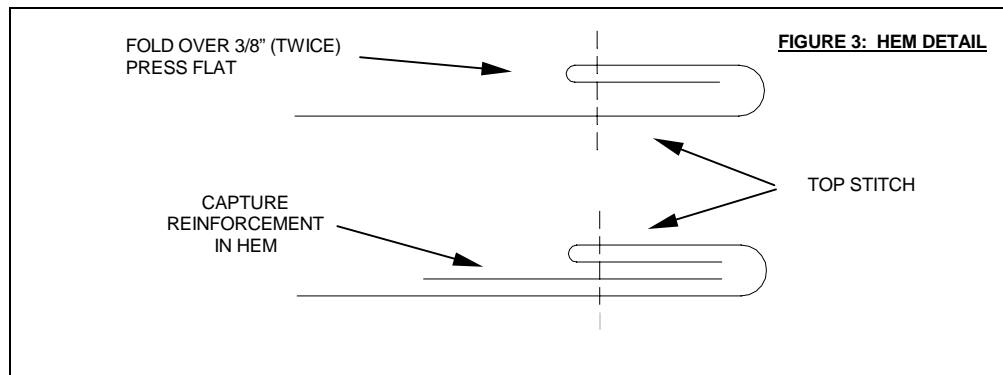 FOLD OVER 3/8” (TWICE)
PRESS FLAT
FIGURE 3: HEM DETAIL
TOP STITCH
CAPTURE
REINFORCEMENT
IN HEM